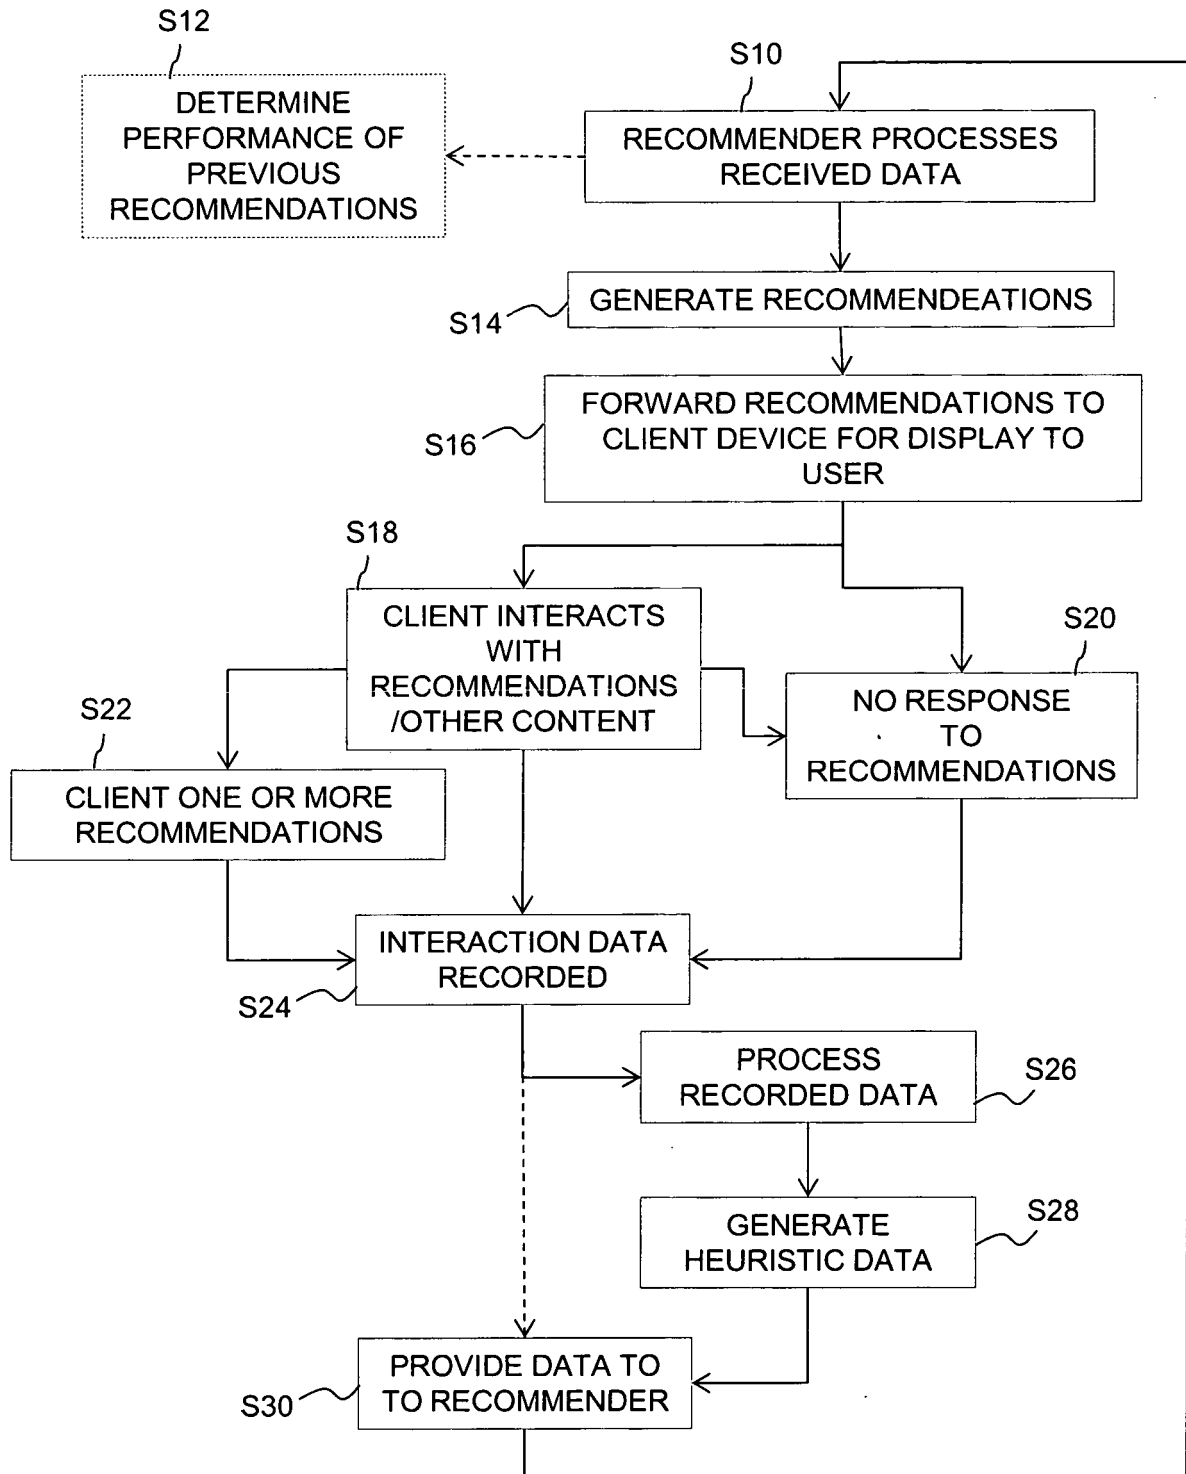 S12
DETERMINE
PERFORMANCE OF
PREVIOUS
RECOMMENDATIONS
S10
RECOMMENDER PROCESSES
RECEIVED DATA
S14
GENERATE RECOMMENDEATIONS
S16
FORWARD RECOMMENDATIONS TO
CLIENT DEVICE FOR DISPLAY TO
USER
S18
CLIENT INTERACTS
WITH
RECOMMENDATIONS
/OTHER CONTENT
S20
NO RESPONSE
TO
RECOMMENDATIONS
S22
CLIENT ONE OR MORE
RECOMMENDATIONS
INTERACTION DATA
RECORDED
S24
PROCESS
RECORDED DATA
S26
GENERATE
HEURISTIC DATA
S28
PROVIDE DATA TO
TO RECOMMENDER
S30